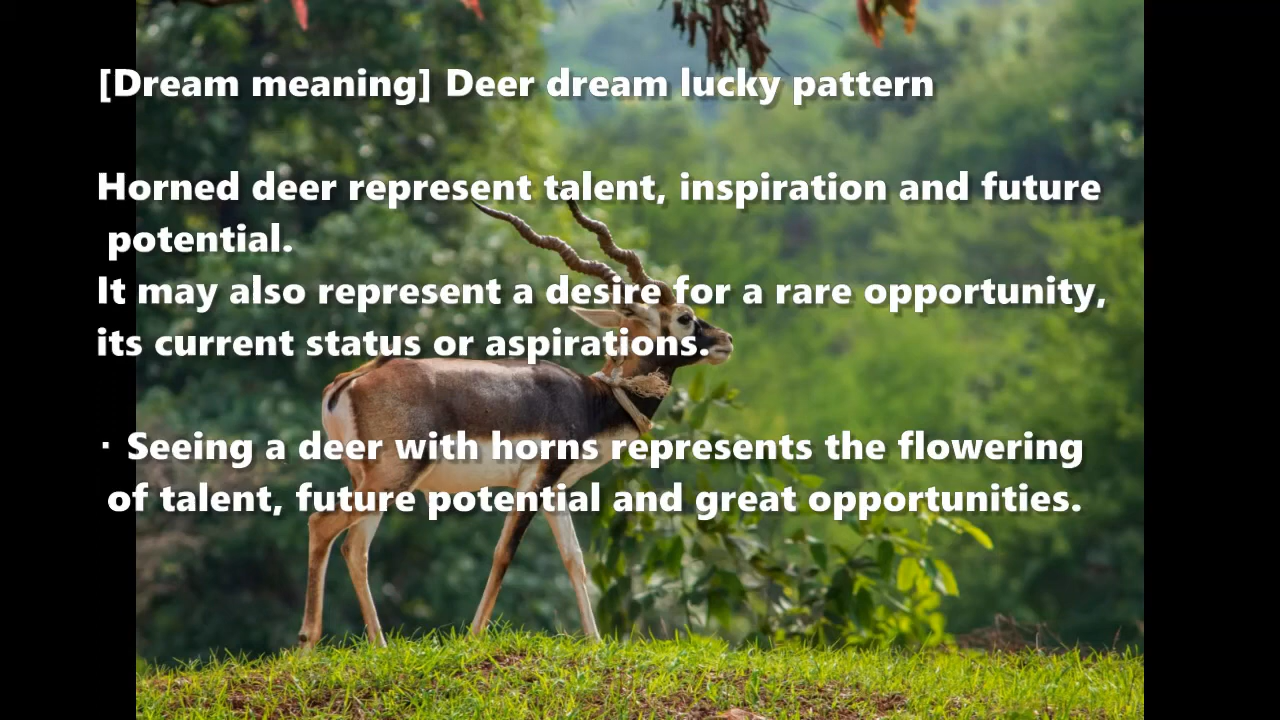 [Dream meaning] Deer dream lucky pattern
Horned deer represent talent, inspiration and future
potential.
It may also represent a desire for a rare opportunity,
its current status or aspirations.
· Seeing a deer with horns represents the flowering
of talent, future potential and great opportunities.